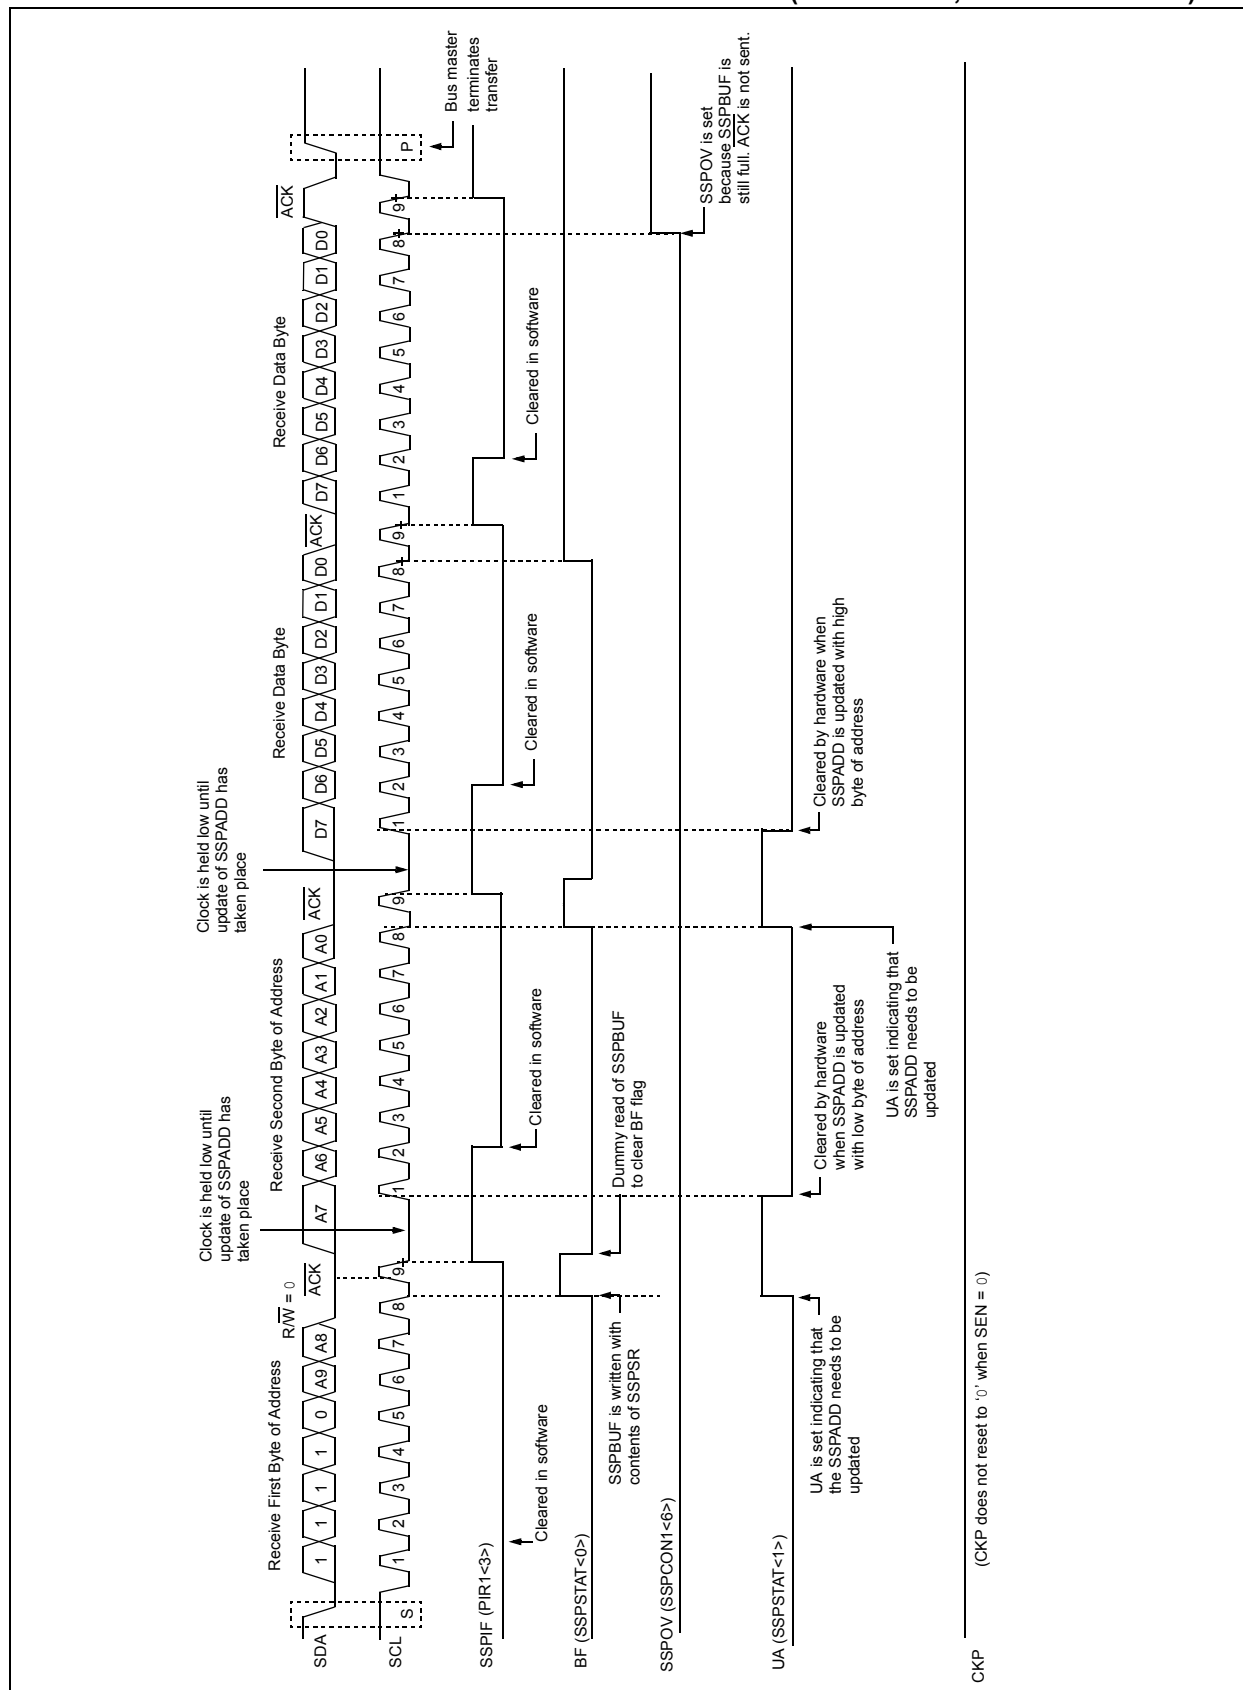 Receive First Byte of Address
R/W = 0
ACK
Clock is held low until
update of SSPADD has
taken place
Receive Second Byte of Address
ACK
Clock is held low until
update of SSPADD has
taken place
Receive Data Byte
ACK
Receive Data Byte
ACK
SDA
1 1 1 1 0 A9 A8
A7 A6 A5 A4 A3 A2 A1 A0
D7 D6 D5 D4 D3 D2 D1 D0
D7 D6 D5 D4 D3 D2 D1 D0
SCL
S
1 2 3 4 5 6 7 8 9
1 2 3 4 5 6 7 8 9
1 2 3 4 5 6 7 8 9
1 2 3 4 5 6 7 8 9
P
Bus master
terminates
transfer
SSPIF (PIR1<3>)
Cleared in software
Cleared in software
Cleared in software
Cleared in software
BF (SSPSTAT<0>)
SSPBUF is written with
contents of SSPSR
Dummy read of SSPBUF
to clear BF flag
SSPOV (SSPCON1<6>)
SSPOV is set
because SSPBUF is
still full. ACK is not sent.
UA (SSPSTAT<1>)
UA is set indicating that
the SSPADD needs to be
updated
Cleared by hardware
when SSPADD is updated
with low byte of address
UA is set indicating that
SSPADD needs to be
updated
Cleared by hardware when
SSPADD is updated with high
byte of address
CKP
(CKP does not reset to ‘0’ when SEN = 0)